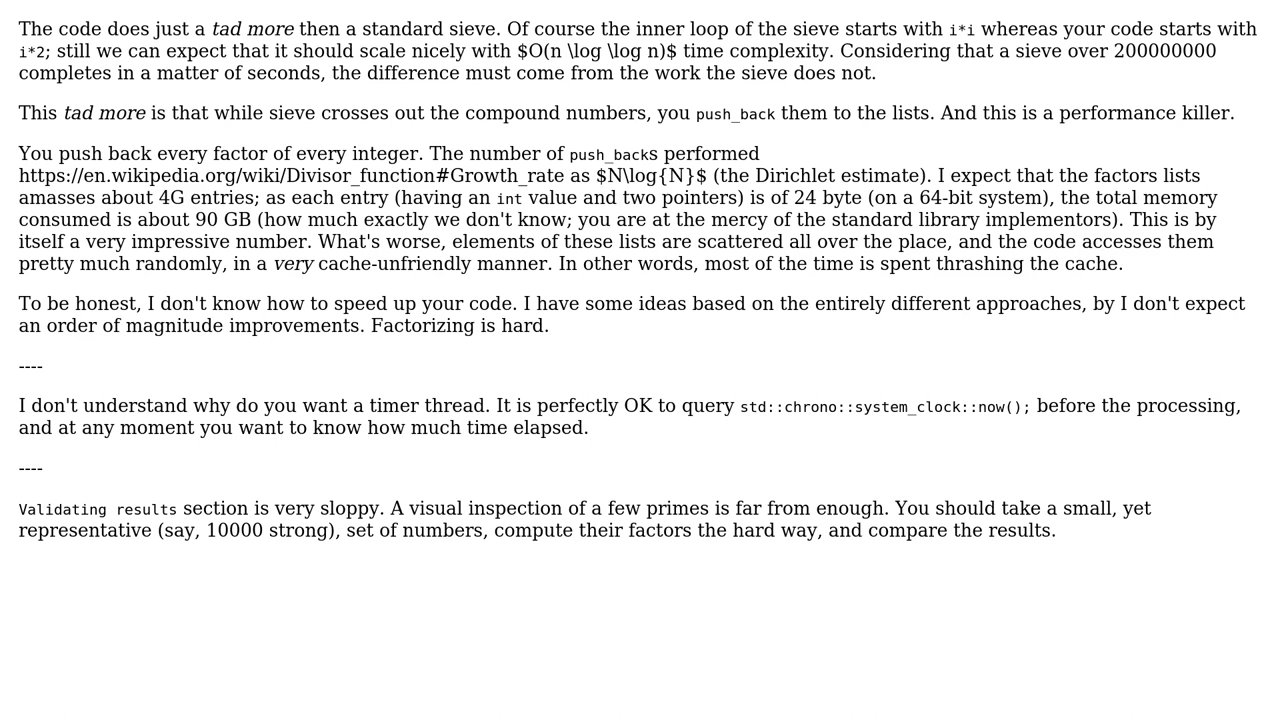 The code does just a tad more then a standard sieve. Of course the inner loop of the sieve starts with i*i whereas your code starts with
i*2; still we can expect that it should scale nicely with $O(n \log \log n)$ time complexity. Considering that a sieve over 200000000
completes in a matter of seconds, the difference must come from the work the sieve does not.
This tad more is that while sieve crosses out the compound numbers, you push_back them to the lists. And this is a performance killer.
You push back every factor of every integer. The number of push_backs performed
https://en.wikipedia.org/wiki/Divisor_function#Growth_rate as $N\log{N}$ (the Dirichlet estimate). I expect that the factors lists
amasses about 4G entries; as each entry (having an int value and two pointers) is of 24 byte (on a 64-bit system), the total memory
consumed is about 90 GB (how much exactly we don't know; you are at the mercy of the standard library implementors). This is by
itself a very impressive number. What's worse, elements of these lists are scattered all over the place, and the code accesses them
pretty much randomly, in a very cache-unfriendly manner. In other words, most of the time is spent thrashing the cache.
To be honest, I don't know how to speed up your code. I have some ideas based on the entirely different approaches, by I don't expect
an order of magnitude improvements. Factorizing is hard.
----
I don't understand why do you want a timer thread. It is perfectly OK to query std::chrono::system_clock::now(); before the processing,
and at any moment you want to know how much time elapsed.
----
Validating results section is very sloppy. A visual inspection of a few primes is far from enough. You should take a small, yet
representative (say, 10000 strong), set of numbers, compute their factors the hard way, and compare the results.